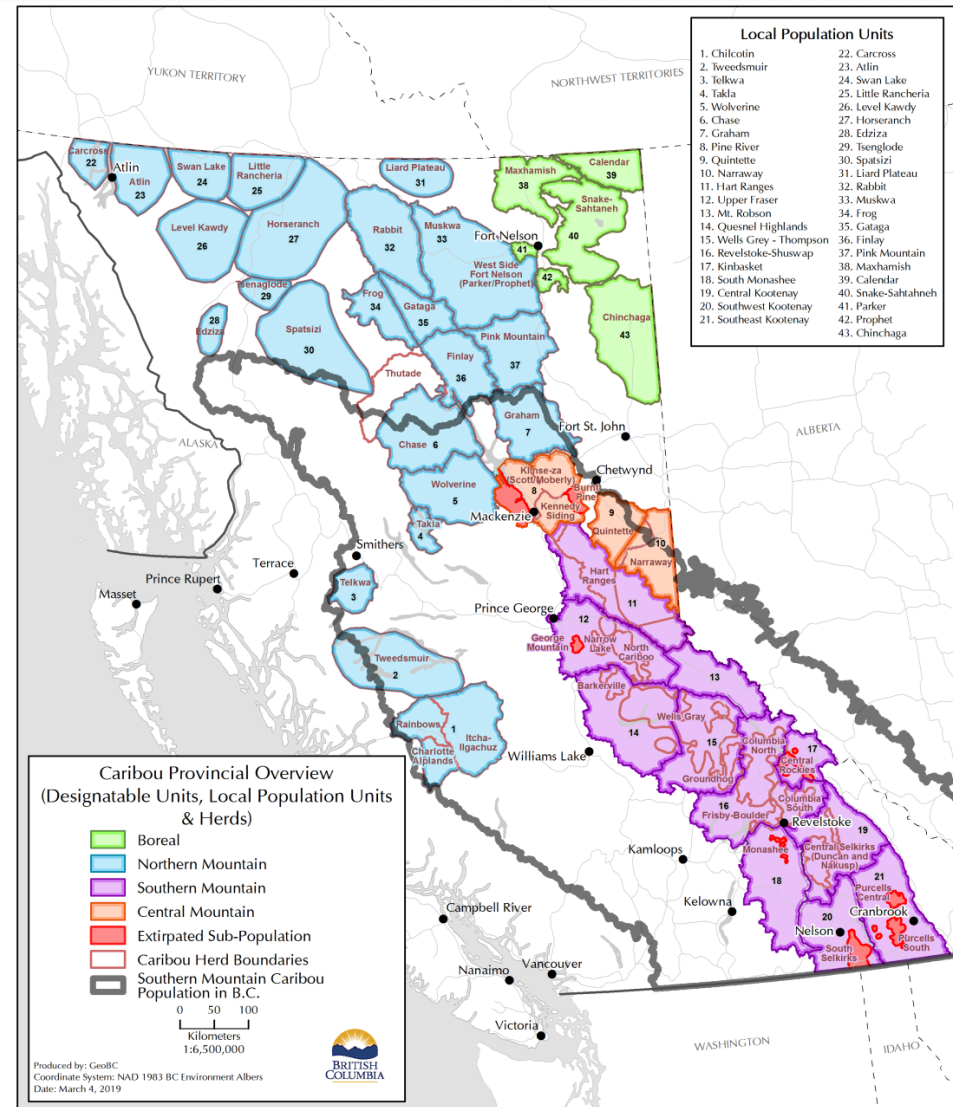 YUKON TERRITORY
NORTHWEST TERRITORIES
Local Population Units
1. Chilcotin
2. Tweedsmuir
3. Telkwa
4. Takla
5. Wolverine
6. Chase
7. Graham
8. Pine River
9. Quintette
10. Narraway
11. Hart Ranges
12. Upper Fraser
13. Mt. Robson
14. Quesnel Highlands
15. Wells Grey - Thompson
16. Revelstoke-Shuswap
17. Kinbasket
18. South Monashee
19. Central Kootenay
20. Southwest Kootenay
21. Southeast Kootenay
22. Carcross
23. Atlin
24. Swan Lake
25. Little Rancheria
26. Level Kawdy
27. Horseranch
28. Edziza
29. Tsenglode
30. Spatsizi
31. Liard Plateau
32. Rabbit
33. Muskwa
34. Frog
35. Gataga
36. Finlay
37. Pink Mountain
38. Maxhamish
39. Calendar
40. Snake-Sahtahneh
41. Parker
42. Prophet
43. Chinchaga
Carcross
22
Atlin
Atlin
23
Swan Lake
24
Little
Rancheria
25
Liard Plateau
31
Maxhamish
38
Calendar
39
Snake-
Sahtaneh
40
Level Kawdy
26
Horseranch
27
Rabbit
32
Muskwa
33
Fort Nelson
41
West Side
Fort Nelson
(Parker/Prophet)
42
Tsenaglode
29
Frog
34
Gataga
35
Chinchaga
43
28
Edziza
Spatsizi
30
Pink Mountain
37
Finlay
36
Thutade
Graham
7
Fort St. John
ALBERTA
ALASKA
Chase
6
Chetwynd
Klinse-za
(Scott/Moberly)
8
Burnt
Pine
Kennedy
Siding
Mackenzie
Wolverine
5
9
Quintette
10
Narraway
Takla
4
Smithers
Terrace
Telkwa
3
Prince Rupert
Masset
Hart
Ranges
11
Prince George
12
George
Mountain
Narrow
Lake
North
Cariboo
13
Tweedsmuir
2
Barkerville
14
Wells Gray
15
Groundhog
Rainbows
1
Itcha-
Ilgachuz
Charlotte
Alplands
Williams Lake
Columbia
North
17
Central
Rockies
Columbia
South
16
Frisby-Boulder
Revelstoke
19
Kamloops
Monashee
18
Central Selkirks
(Duncan and
Nakusp)
21
Purcells
Central
Kelowna
20
Nelson
Cranbrook
South
Selkirks
Purcells
South
Campbell River
Nanaimo
Vancouver
Victoria
WASHINGTON
IDAHO
Caribou Provincial Overview
(Designatable Units, Local Population Units
& Herds)
Boreal
Northern Mountain
Southern Mountain
Central Mountain
Extirpated Sub-Population
Caribou Herd Boundaries
Southern Mountain Caribou
Population in B.C.
0 50 100
Kilometers
1:6,500,000
Produced by: GeoBC
Coordinate System: NAD 1983 BC Environment Albers
Date: March 4, 2019
BRITISH
COLUMBIA